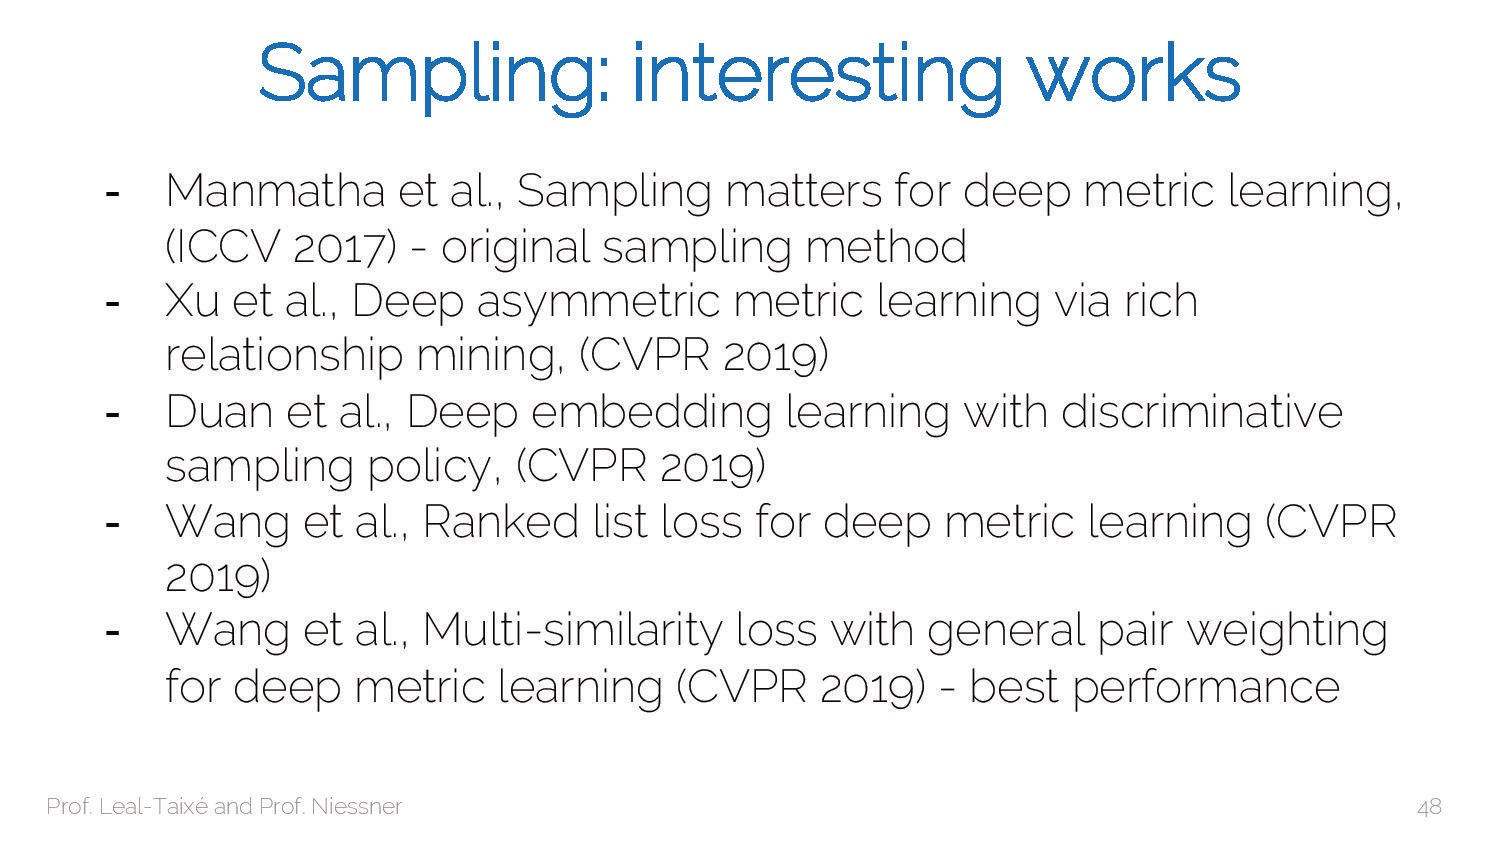 Sampling: interesting works
- Manmatha et al., Sampling matters for deep metric learning,
(ICCV 2017) - original sampling method
- Xu et al., Deep asymmetric metric learning via rich
relationship mining, (CVPR 2019)
- Duan et al., Deep embedding learning with discriminative
sampling policy, (CVPR 2019)
- Wang et al., Ranked list loss for deep metric learning (CVPR
2019)
- Wang et al., Multi-similarity loss with general pair weighting
for deep metric learning (CVPR 2019) - best performance
Prof. Leal-Taixé and Prof. Niessner 48